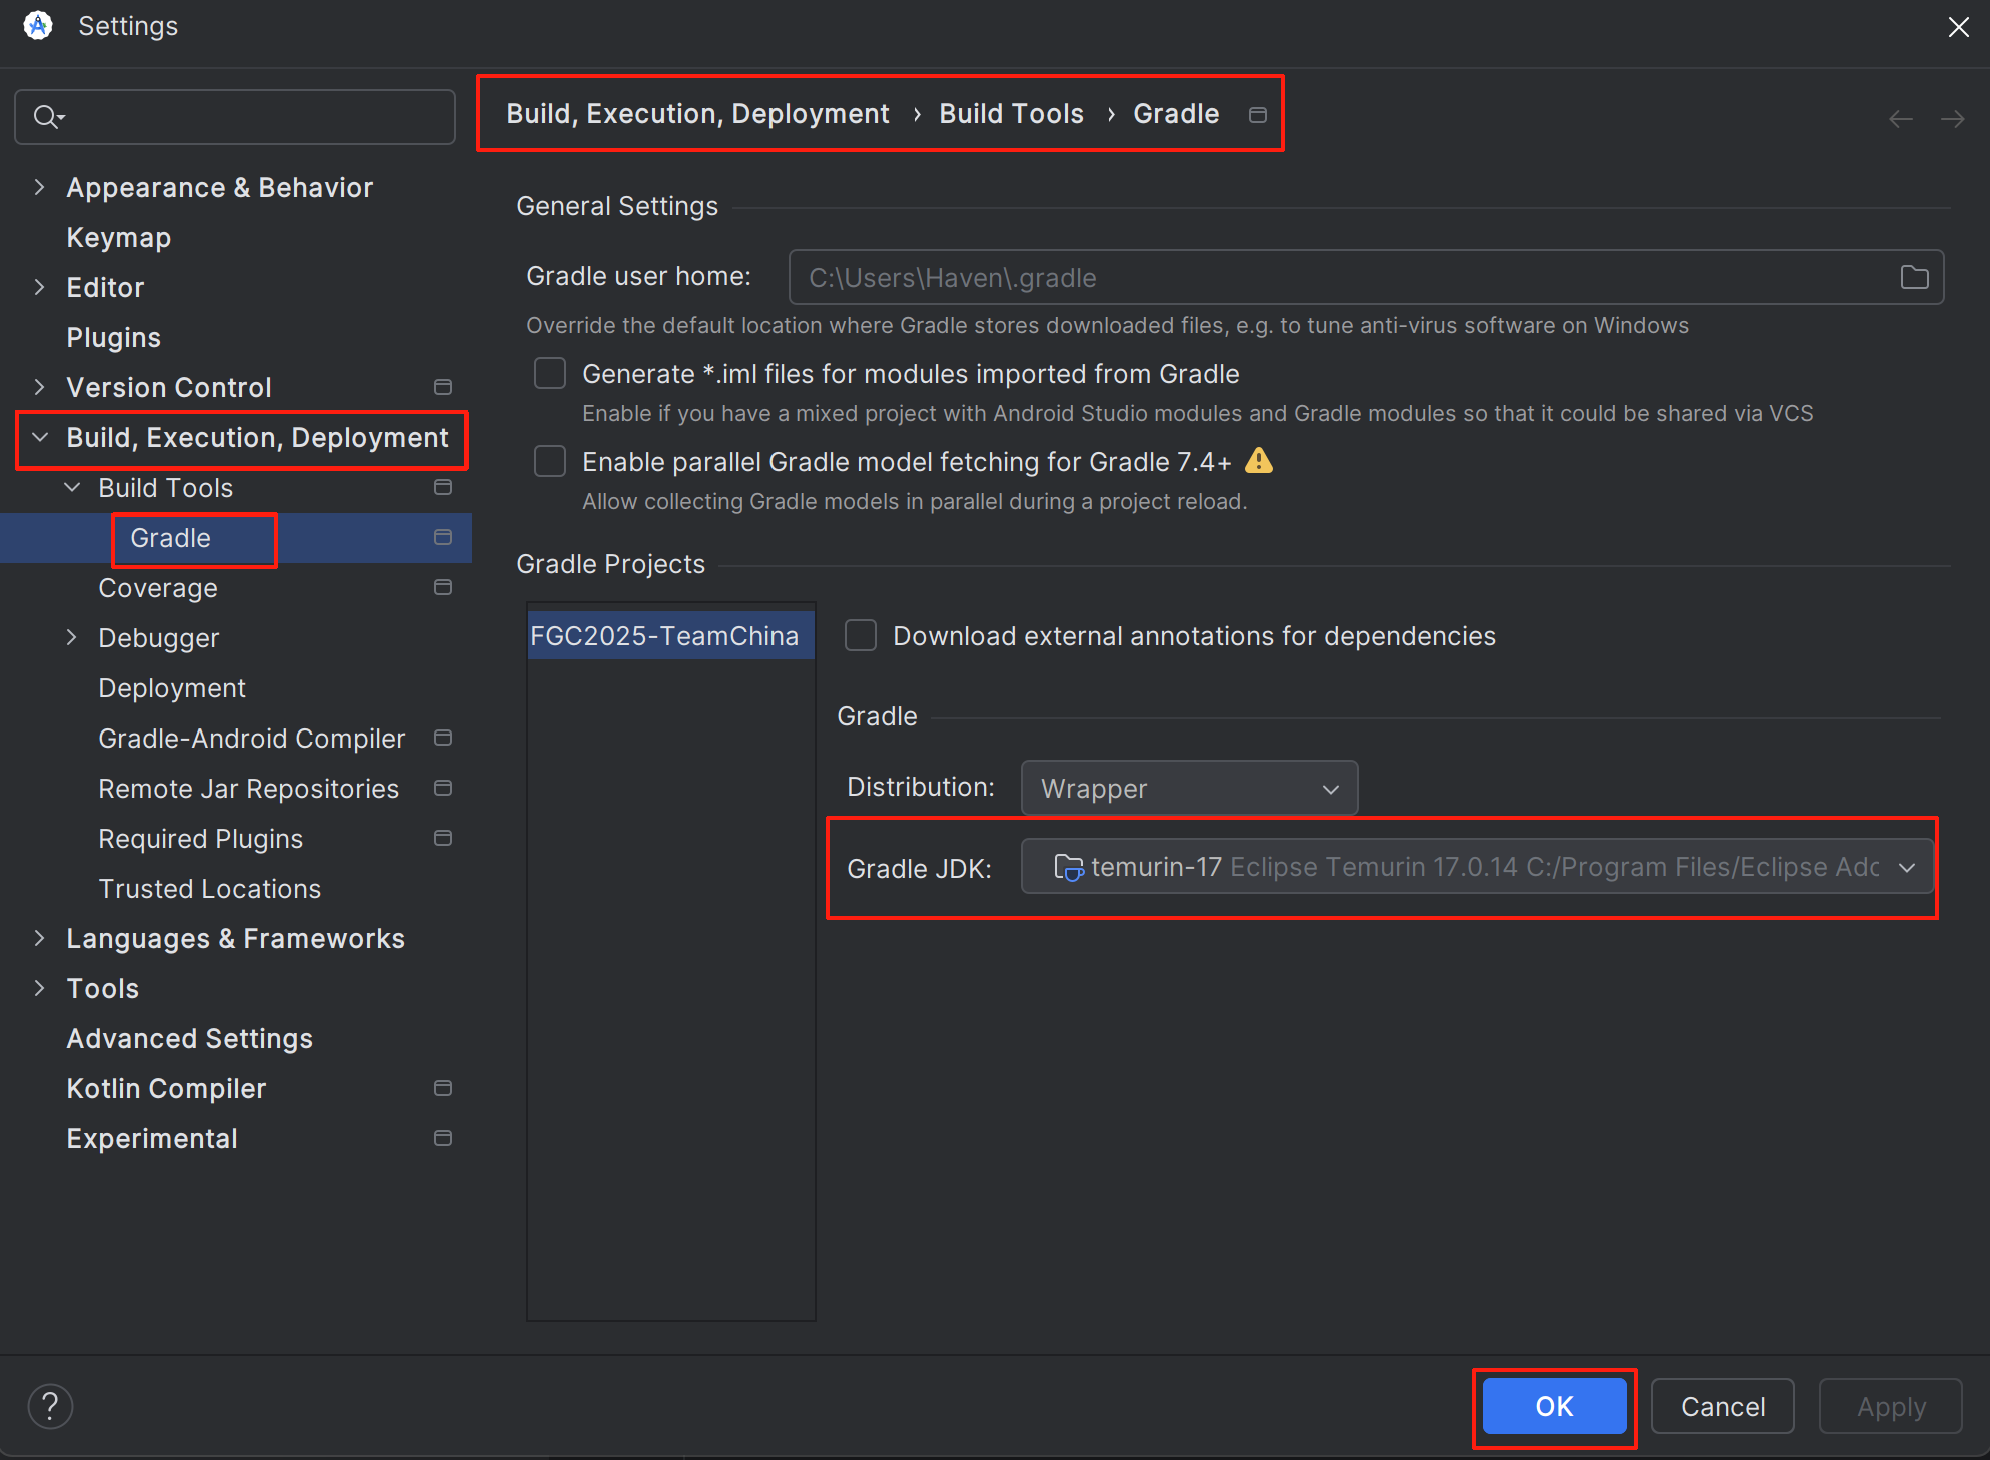 Settings
Appearance & Behavior
Keymap
Editor
Plugins
Version Control
Build, Execution, Deployment
Build Tools
Gradle
Coverage
Debugger
Deployment
Gradle-Android Compiler
Remote Jar Repositories
Required Plugins
Trusted Locations
Languages & Frameworks
Tools
Advanced Settings
Kotlin Compiler
Experimental
Build, Execution, Deployment › Build Tools › Gradle
General Settings
Gradle user home: C:\Users\Haven\.gradle
Override the default location where Gradle stores downloaded files, e.g. to tune anti-virus software on Windows
Generate *.iml files for modules imported from Gradle
Enable if you have a mixed project with Android Studio modules and Gradle modules so that it could be shared via VCS
Enable parallel Gradle model fetching for Gradle 7.4+
Allow collecting Gradle models in parallel during a project reload.
Gradle Projects
FGC2025-TeamChina
Download external annotations for dependencies
Gradle
Distribution: Wrapper
Gradle JDK: temurin-17 Eclipse Temurin 17.0.14 C:/Program Files/Eclipse Adc
?
OK
Cancel
Apply